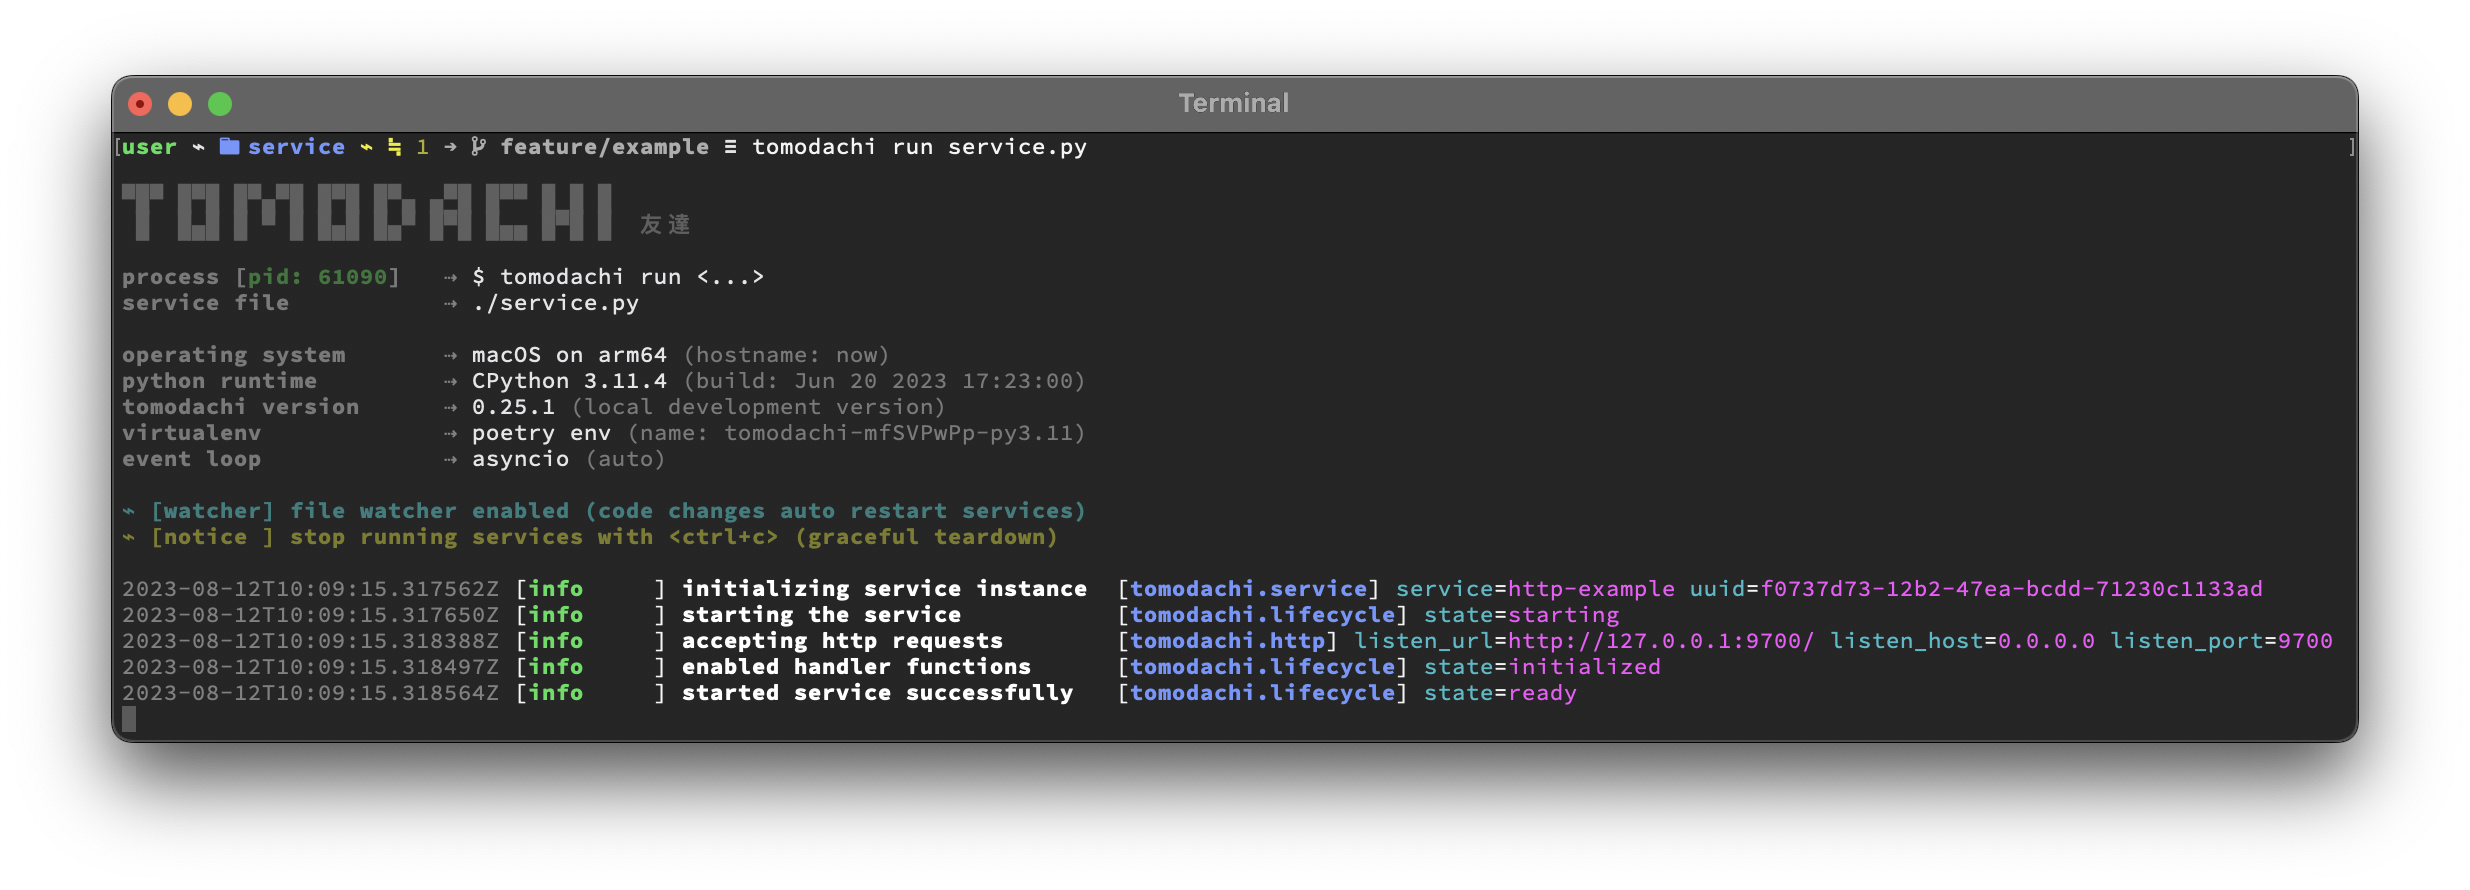 Terminal
[user ~ service ~ ≒ 1 → feature/example ≡ tomodachi run service.py ]
TOMODACHI 友達
process [pid: 61090] ⇢ $ tomodachi run <...>
service file ⇢ ./service.py
operating system ⇢ macOS on arm64 (hostname: now)
python runtime ⇢ CPython 3.11.4 (build: Jun 20 2023 17:23:00)
tomodachi version ⇢ 0.25.1 (local development version)
virtualenv ⇢ poetry env (name: tomodachi-mfSVPwPp-py3.11)
event loop ⇢ asyncio (auto)
⌁ [watcher] file watcher enabled (code changes auto restart services)
⌁ [notice ] stop running services with <ctrl+c> (graceful teardown)
2023-08-12T10:09:15.317562Z [info     ] initializing service instance  [tomodachi.service] service=http-example uuid=f0737d73-12b2-47ea-bcdd-71230c1133ad
2023-08-12T10:09:15.317650Z [info     ] starting the service           [tomodachi.lifecycle] state=starting
2023-08-12T10:09:15.318388Z [info     ] accepting http requests        [tomodachi.http] listen_url=http://127.0.0.1:9700/ listen_host=0.0.0.0 listen_port=9700
2023-08-12T10:09:15.318497Z [info     ] enabled handler functions      [tomodachi.lifecycle] state=initialized
2023-08-12T10:09:15.318564Z [info     ] started service successfully   [tomodachi.lifecycle] state=ready